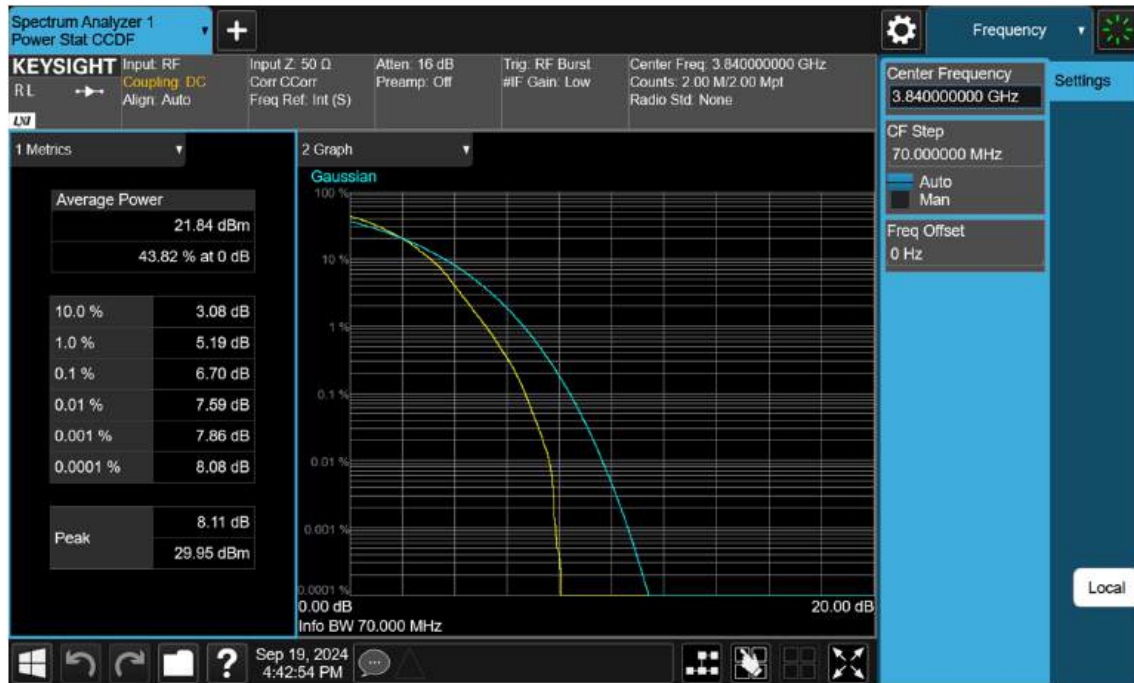 Spectrum Analyzer 1
Power Stat CCDF
+
Frequency
KEYSIGHT
RL
LXI
Input: RF
Coupling: DC
Align: Auto
Input Z: 50 Ω
Corr CCorr
Freq Ref: Int (S)
Atten: 16 dB
Preamp: Off
Trig: RF Burst
#IF Gain: Low
Center Freq: 3.840000000 GHz
Counts: 2.00 M/2.00 Mpt
Radio Std: None
Center Frequency
3.840000000 GHz
Settings
CF Step
70.000000 MHz
Auto
Man
Freq Offset
0 Hz
1 Metrics
Average Power
21.84 dBm
43.82 % at 0 dB
10.0 % 3.08 dB
1.0 % 5.19 dB
0.1 % 6.70 dB
0.01 % 7.59 dB
0.001 % 7.86 dB
0.0001 % 8.08 dB
Peak
8.11 dB
29.95 dBm
2 Graph
Gaussian
100 %
10 %
1 %
0.1 %
0.01 %
0.001 %
0.0001 %
0.00 dB 20.00 dB
Info BW 70.000 MHz
Local
?
Sep 19, 2024
4:42:54 PM